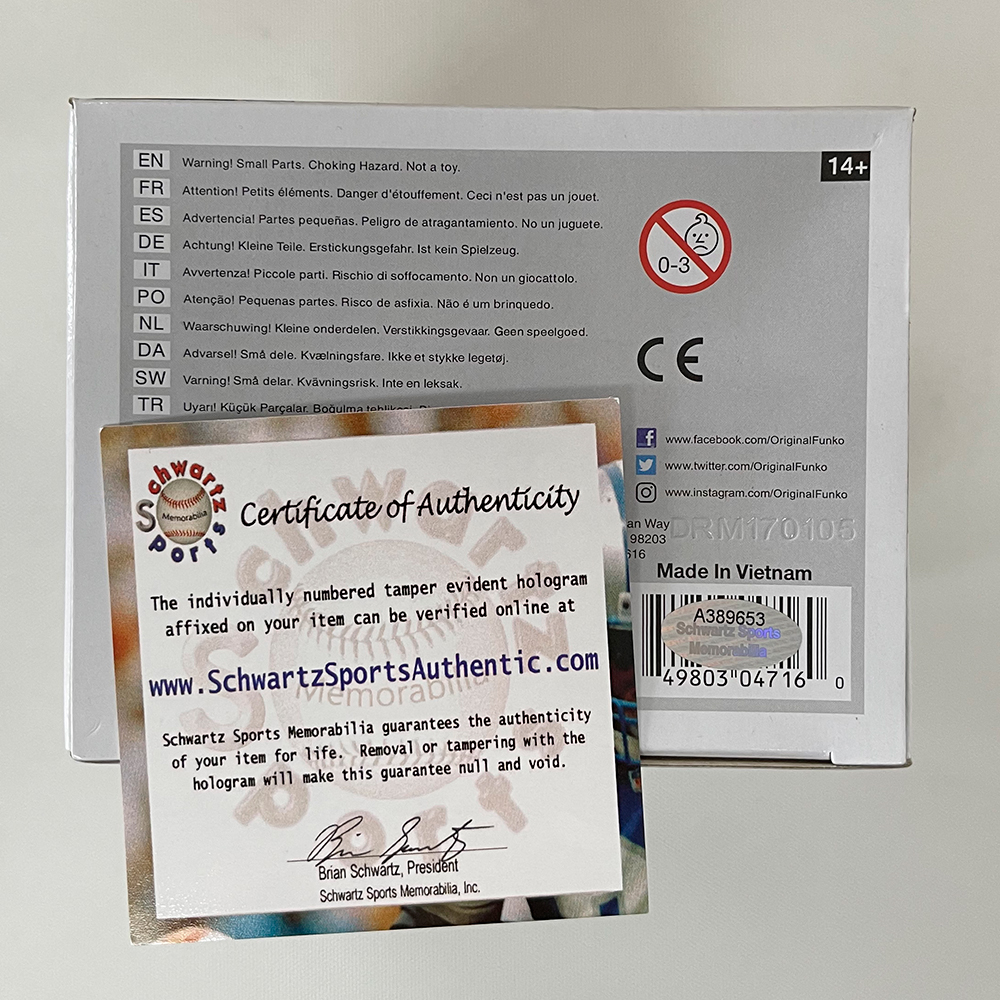 EN Warning! Small Parts. Choking Hazard. Not a toy.
FR Attention! Petits éléments. Danger d'étouffement. Ceci n'est pas un jouet.
ES Advertencia! Partes pequeñas. Peligro de atragantamiento. No un juguete.
DE Achtung! Kleine Teile. Erstickungsgefahr. Ist kein Spielzeug.
IT Avvertenza! Piccole parti. Rischio di soffocamento. Non un giocattolo.
PO Atenção! Pequenas partes. Risco de asfixia. Não é um brinquedo.
NL Waarschuwing! Kleine onderdelen. Verstikkingsgevaar. Geen speelgoed.
DA Advarsel! Små dele. Kvælningsfare. Ikke et stykke legetøj.
SW Varning! Små delar. Kvävningsrisk. Inte en leksak.
TR Uyarı! Küçük Parçalar. Boğulma
14+
0-3
CE
www.facebook.com/OriginalFunko
www.twitter.com/OriginalFunko
www.instagram.com/OriginalFunko
an Way
98203
616
DRM170105
Made In Vietnam
A389653
Schwartz Sports
Memorabilia
49803 04716 0
Schwartz
Memorabilia
Sports
Certificate of Authenticity
The individually numbered tamper evident hologram
affixed on your item can be verified online at
www.SchwartzSportsAuthentic.com
Schwartz Sports Memorabilia guarantees the authenticity
of your item for life. Removal or tampering with the
hologram will make this guarantee null and void.
Brian Schwartz, President
Schwartz Sports Memorabilia, Inc.